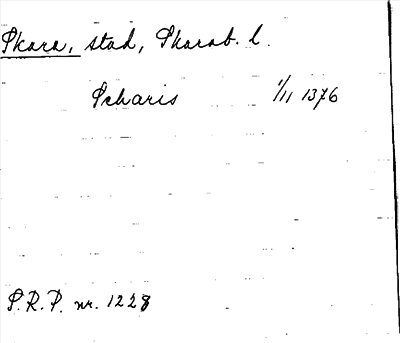 Skara, stad, Skarab. l.
Scharis 1/11 1376
S.R.P. nr. 1228